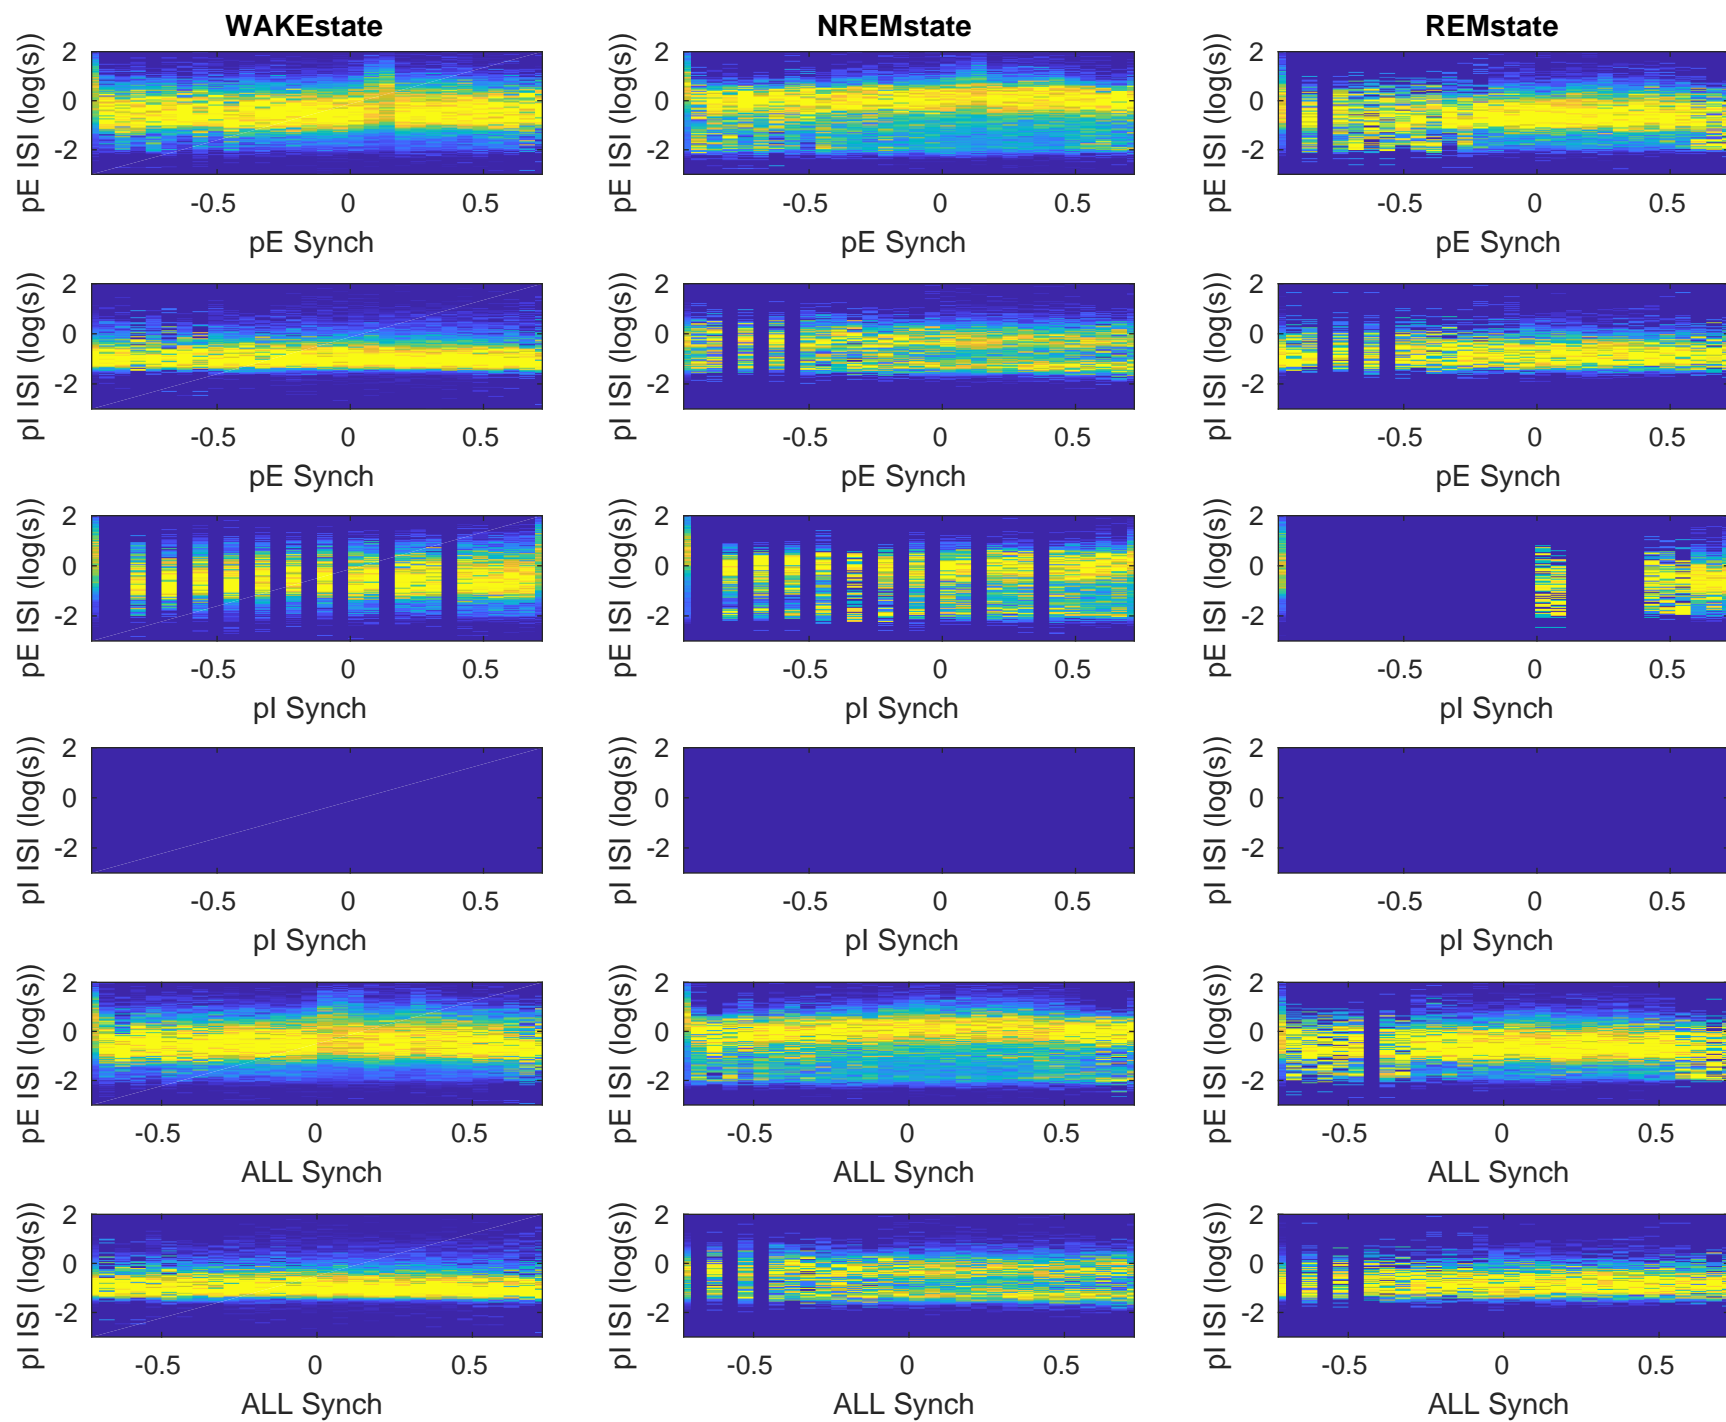 WAKEstate NREMstate REMstate
pE ISI (log(s)) 2 0 -2 pE ISI (log(s)) 2 0 -2 pE ISI (log(s)) 2 0 -2
-0.5 0 0.5 -0.5 0 0.5 -0.5 0 0.5
pE Synch pE Synch pE Synch
pI ISI (log(s)) 2 0 -2 pI ISI (log(s)) 2 0 -2 pI ISI (log(s)) 2 0 -2
-0.5 0 0.5 -0.5 0 0.5 -0.5 0 0.5
pE Synch pE Synch pE Synch
pE ISI (log(s)) 2 0 -2 pE ISI (log(s)) 2 0 -2 pE ISI (log(s)) 2 0 -2
-0.5 0 0.5 -0.5 0 0.5 -0.5 0 0.5
pI Synch pI Synch pI Synch
pI ISI (log(s)) 2 0 -2 pI ISI (log(s)) 2 0 -2 pI ISI (log(s)) 2 0 -2
-0.5 0 0.5 -0.5 0 0.5 -0.5 0 0.5
pI Synch pI Synch pI Synch
pE ISI (log(s)) 2 0 -2 pE ISI (log(s)) 2 0 -2 pE ISI (log(s)) 2 0 -2
-0.5 0 0.5 -0.5 0 0.5 -0.5 0 0.5
ALL Synch ALL Synch ALL Synch
pI ISI (log(s)) 2 0 -2 pI ISI (log(s)) 2 0 -2 pI ISI (log(s)) 2 0 -2
-0.5 0 0.5 -0.5 0 0.5 -0.5 0 0.5
ALL Synch ALL Synch ALL Synch